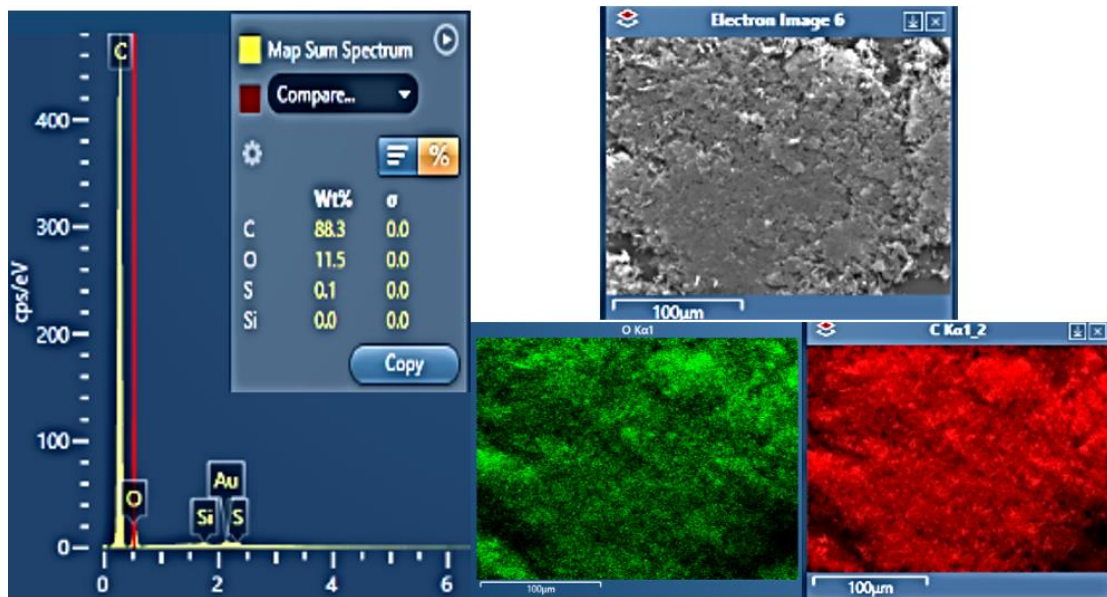 C
400
300
200
100
0
cps/eV
O
Si
Au
S
0
2
4
6
Map Sum Spectrum
Compare...
%
Wt% σ
C 88.3 0.0
O 11.5 0.0
S 0.1 0.0
Si 0.0 0.0
Copy
Electron Image 6
100μm
O Kα1
100μm
C Kα1_2
100μm